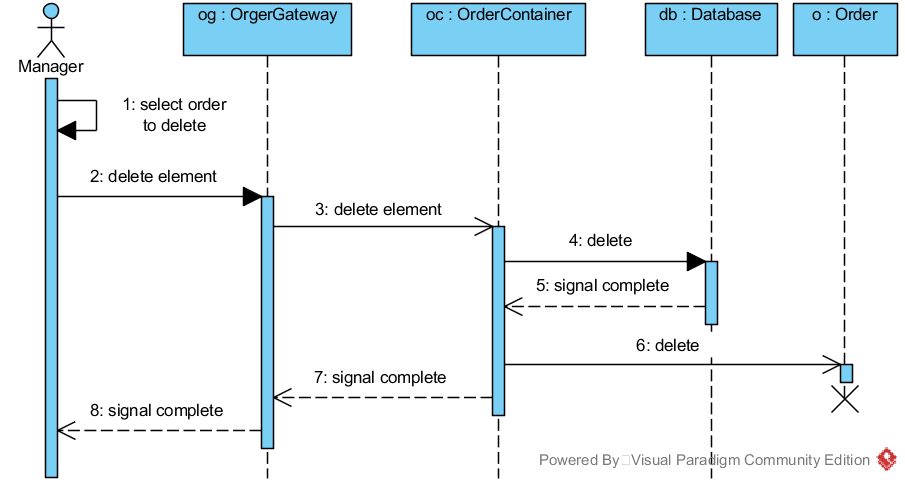 og : OrgerGateway
oc : OrderContainer
db : Database
o : Order
Manager
1: select order
to delete
2: delete element
3: delete element
4: delete
5: signal complete
6: delete
7: signal complete
8: signal complete
Powered By Visual Paradigm Community Edition